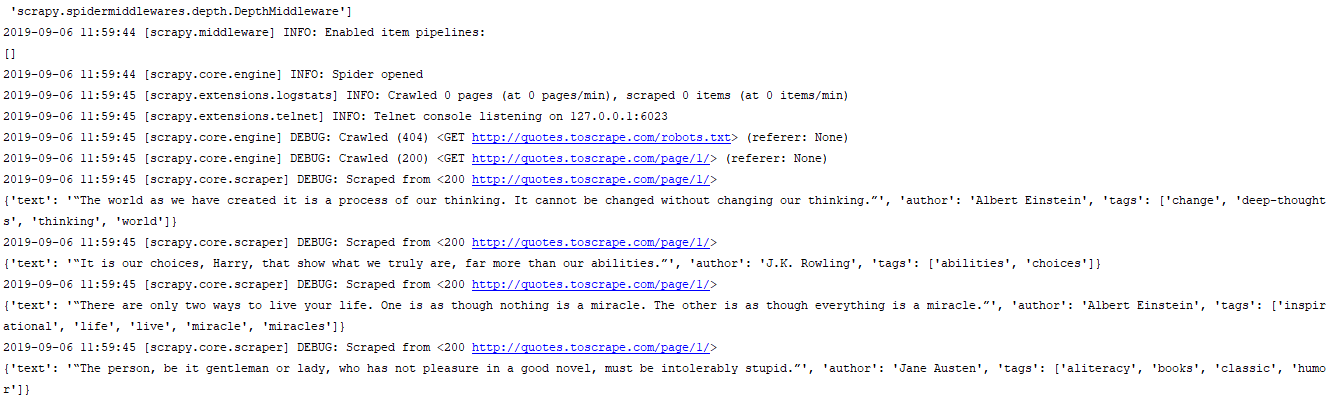 'scrapy.spidermiddlewares.depth.DepthMiddleware']
2019-09-06 11:59:44 [scrapy.middleware] INFO: Enabled item pipelines:
[]
2019-09-06 11:59:44 [scrapy.core.engine] INFO: Spider opened
2019-09-06 11:59:45 [scrapy.extensions.logstats] INFO: Crawled 0 pages (at 0 pages/min), scraped 0 items (at 0 items/min)
2019-09-06 11:59:45 [scrapy.extensions.telnet] INFO: Telnet console listening on 127.0.0.1:6023
2019-09-06 11:59:45 [scrapy.core.engine] DEBUG: Crawled (404) <GET http://quotes.toscrape.com/robots.txt> (referer: None)
2019-09-06 11:59:45 [scrapy.core.engine] DEBUG: Crawled (200) <GET http://quotes.toscrape.com/page/1/> (referer: None)
2019-09-06 11:59:45 [scrapy.core.scraper] DEBUG: Scraped from <200 http://quotes.toscrape.com/page/1/>
{'text': '“The world as we have created it is a process of our thinking. It cannot be changed without changing our thinking.”', 'author': 'Albert Einstein', 'tags': ['change', 'deep-thought
s', 'thinking', 'world']}
2019-09-06 11:59:45 [scrapy.core.scraper] DEBUG: Scraped from <200 http://quotes.toscrape.com/page/1/>
{'text': '“It is our choices, Harry, that show what we truly are, far more than our abilities.”', 'author': 'J.K. Rowling', 'tags': ['abilities', 'choices']}
2019-09-06 11:59:45 [scrapy.core.scraper] DEBUG: Scraped from <200 http://quotes.toscrape.com/page/1/>
{'text': '“There are only two ways to live your life. One is as though nothing is a miracle. The other is as though everything is a miracle.”', 'author': 'Albert Einstein', 'tags': ['inspir
ational', 'life', 'live', 'miracle', 'miracles']}
2019-09-06 11:59:45 [scrapy.core.scraper] DEBUG: Scraped from <200 http://quotes.toscrape.com/page/1/>
{'text': '“The person, be it gentleman or lady, who has not pleasure in a good novel, must be intolerably stupid.”', 'author': 'Jane Austen', 'tags': ['aliteracy', 'books', 'classic', 'humo
r']}